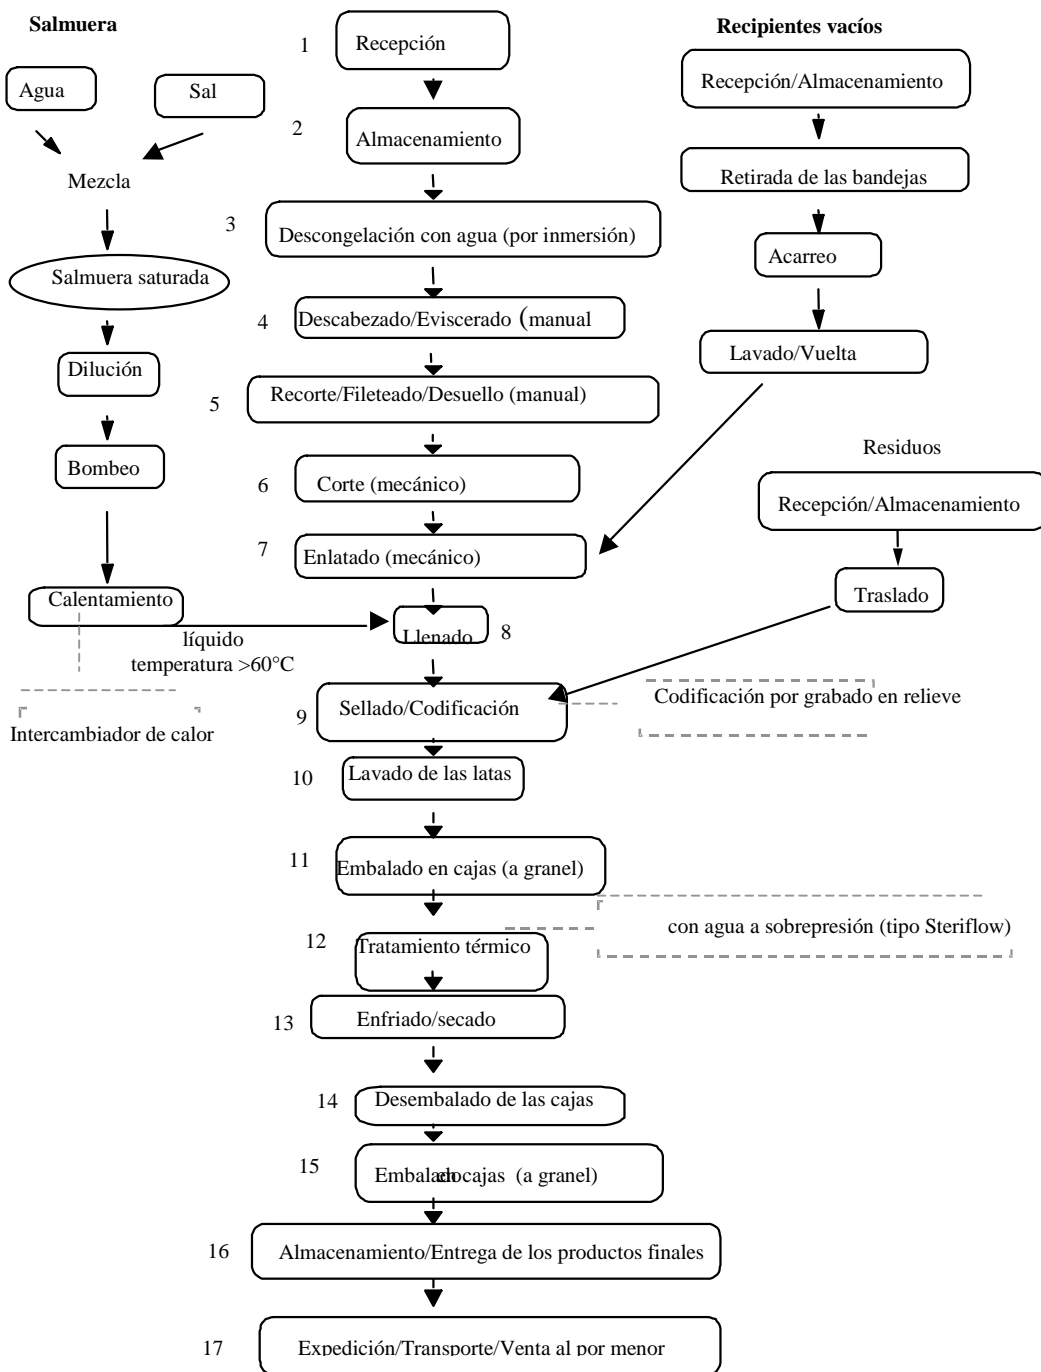 Salmuera
Recipientes vacíos
1
Recepción
Agua
Sal
Recepción/Almacenamiento
2
Almacenamiento
Mezcla
Retirada de las bandejas
3
Descongelación con agua (por inmersión)
Acarreo
Salmuera saturada
4
Descabezado/Eviscerado (manual
Lavado/Vuelta
Dilución
5
Recorte/Fileteado/Desuello (manual)
Bombeo
Residuos
6
Corte (mecánico)
Recepción/Almacenamiento
7
Enlatado (mecánico)
Calentamiento
Traslado
Llenado
8
líquido
temperatura >60°C
9
Sellado/Codificación
Codificación por grabado en relieve
Intercambiador de calor
10
Lavado de las latas
11
Embalado en cajas (a granel)
12
Tratamiento térmico
con agua a sobrepresión (tipo Steriflow)
13
Enfriado/secado
14
Desembalado de las cajas
15
Embalado en cajas (a granel)
16
Almacenamiento/Entrega de los productos finales
17
Expedición/Transporte/Venta al por menor